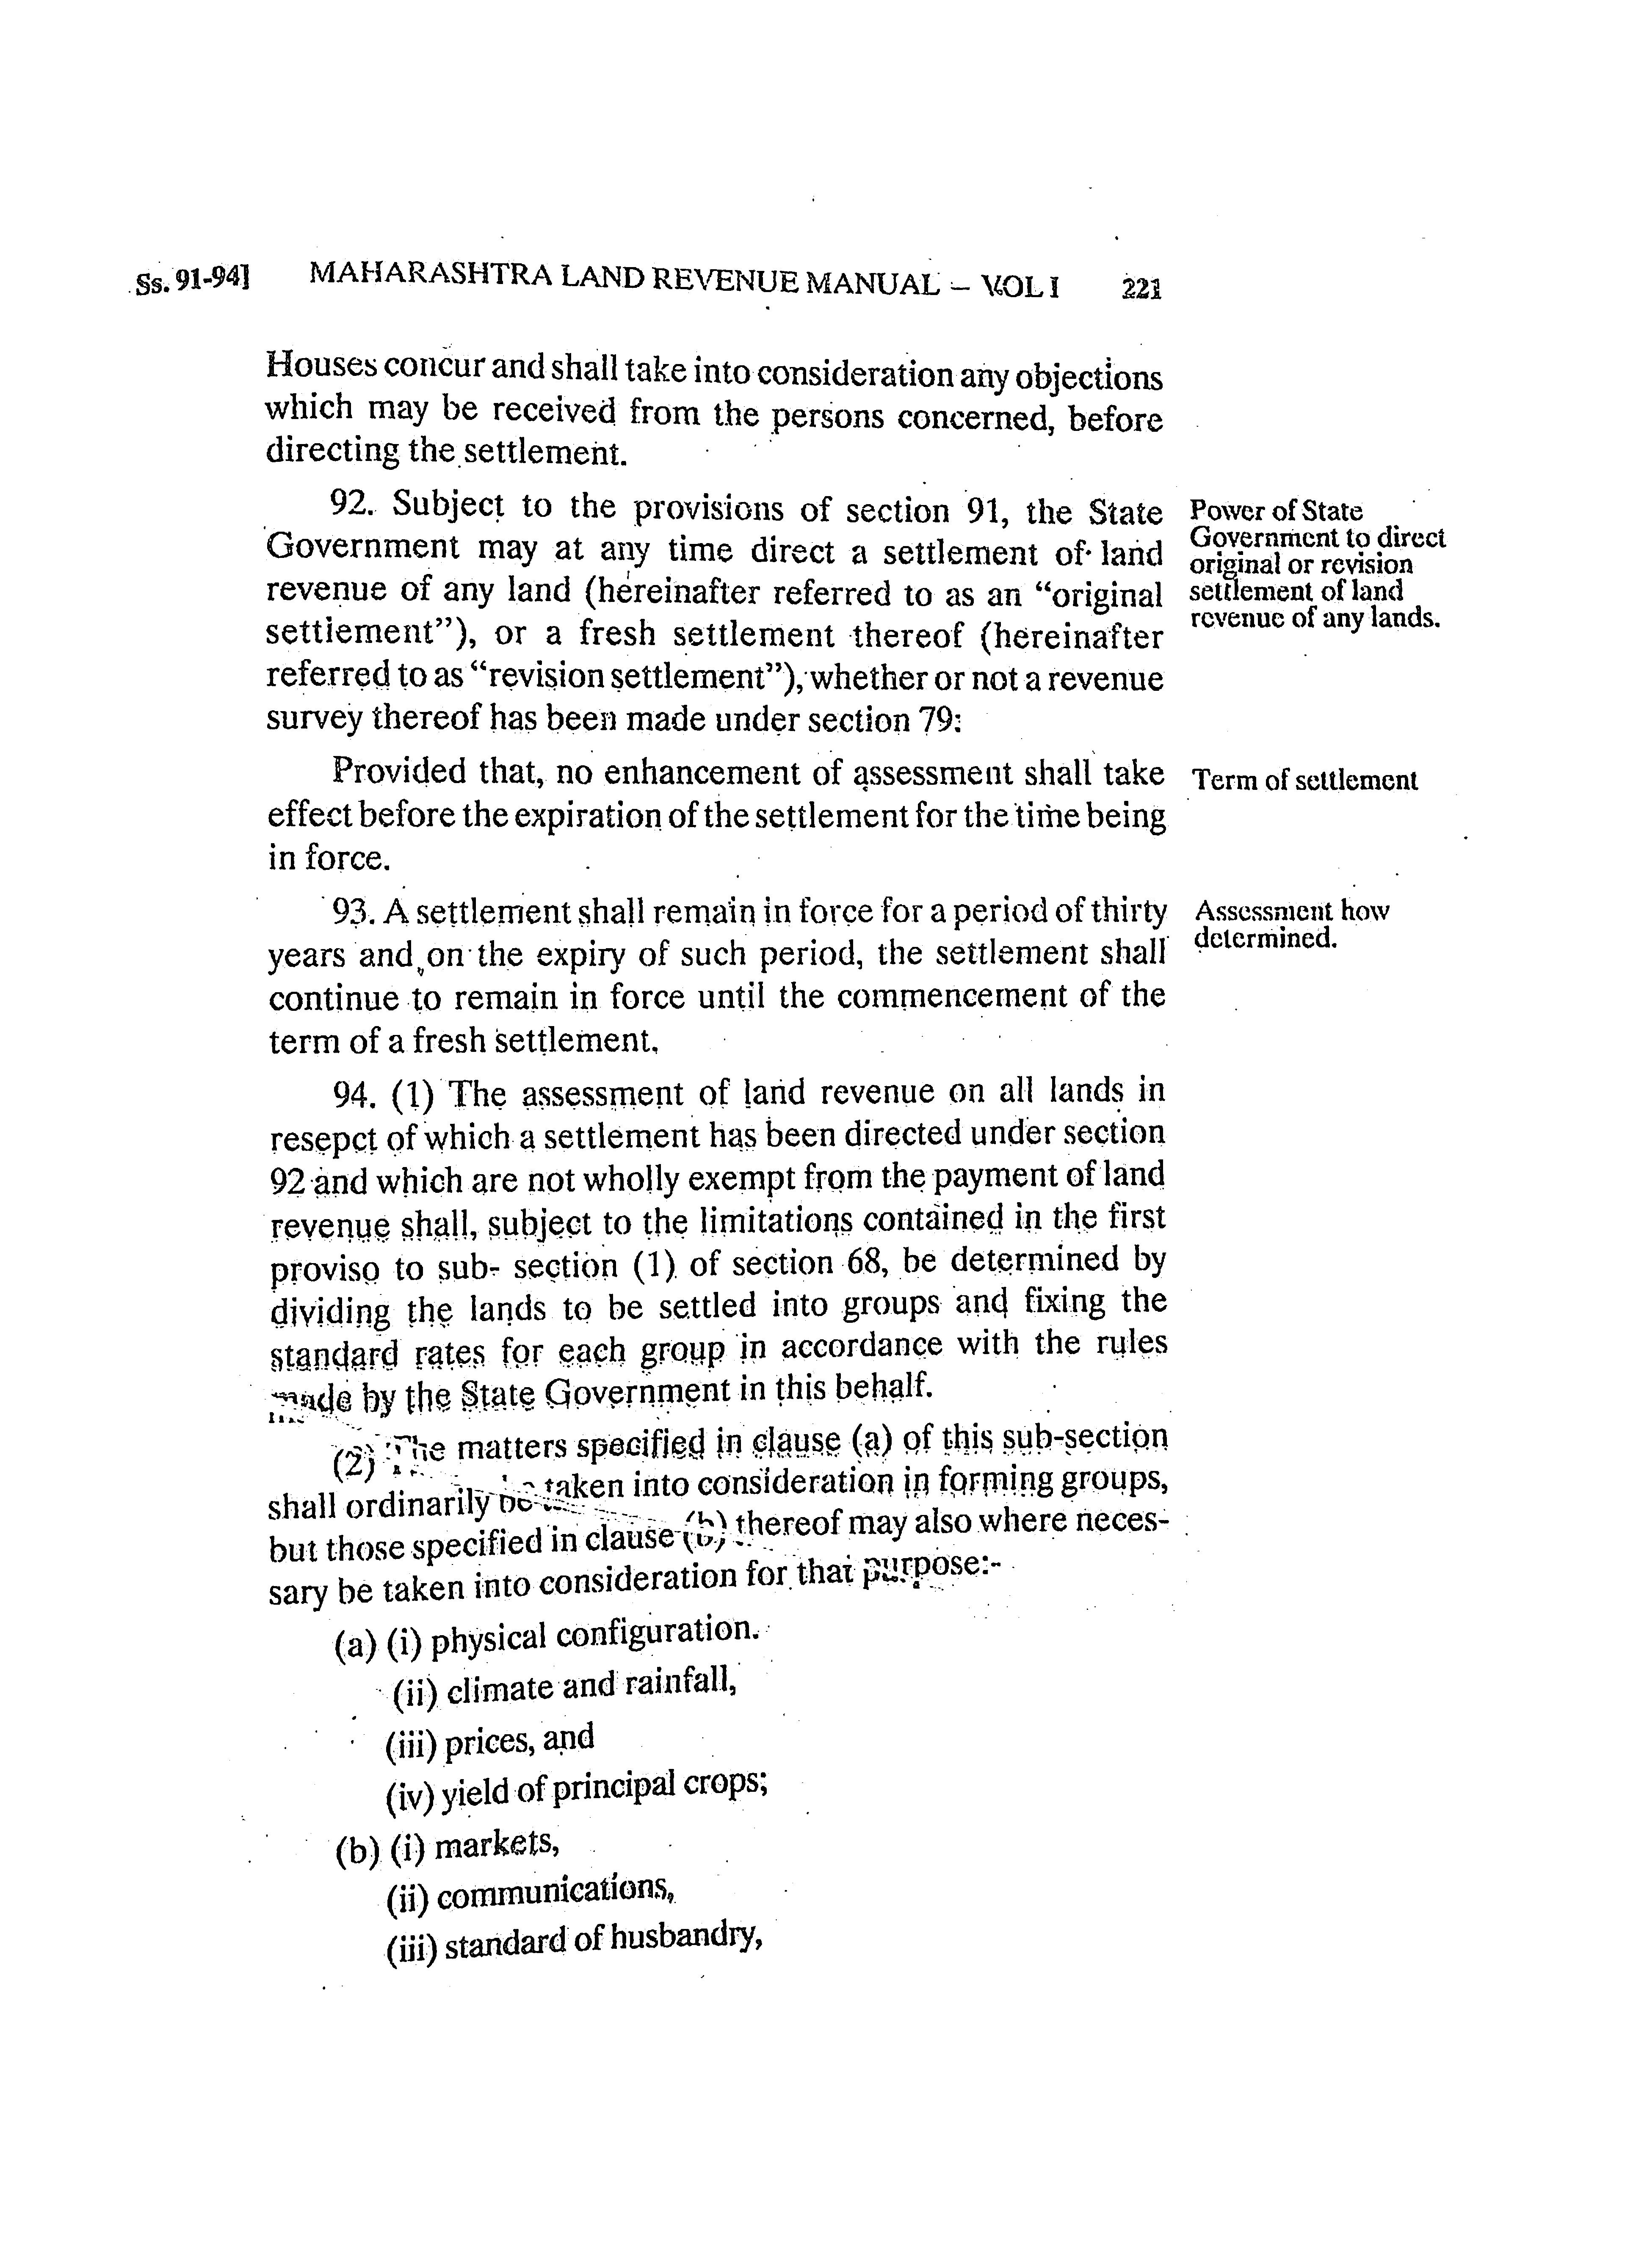 Ss. 91-94] MAHARASHTRA LAND REVENUE MANUAL – VOL I 221
Houses concur and shall take into consideration any objections
which may be received from the persons concerned, before
directing the settlement.
92. Subject to the provisions of section 91, the State
Government may at any time direct a settlement of land
revenue of any land (hereinafter referred to as an “original
settlement”), or a fresh settlement thereof (hereinafter
referred to as “revision settlement”), whether or not a revenue
survey thereof has been made under section 79:
Power of State
Government to direct
original or revision
settlement of land
revenue of any lands.
Provided that, no enhancement of assessment shall take
effect before the expiration of the settlement for the time being
in force.
Term of settlement
93. A settlement shall remain in force for a period of thirty
years and on the expiry of such period, the settlement shall
continue to remain in force until the commencement of the
term of a fresh settlement.
Assessment how
determined.
94. (1) The assessment of land revenue on all lands in
resepct of which a settlement has been directed under section
92 and which are not wholly exempt from the payment of land
revenue shall, subject to the limitations contained in the first
proviso to sub- section (1) of section 68, be determined by
dividing the lands to be settled into groups and fixing the
standard rates for each group in accordance with the rules
made by the State Government in this behalf.
(2) The matters specified in clause (a) of this sub-section
shall ordinarily be taken into consideration in forming groups,
but those specified in clause (b) thereof may also where neces-
sary be taken into consideration for that purpose:-
(a) (i) physical configuration.
(ii) climate and rainfall,
(iii) prices, and
(iv) yield of principal crops;
(b) (i) markets,
(ii) communications,
(iii) standard of husbandry,